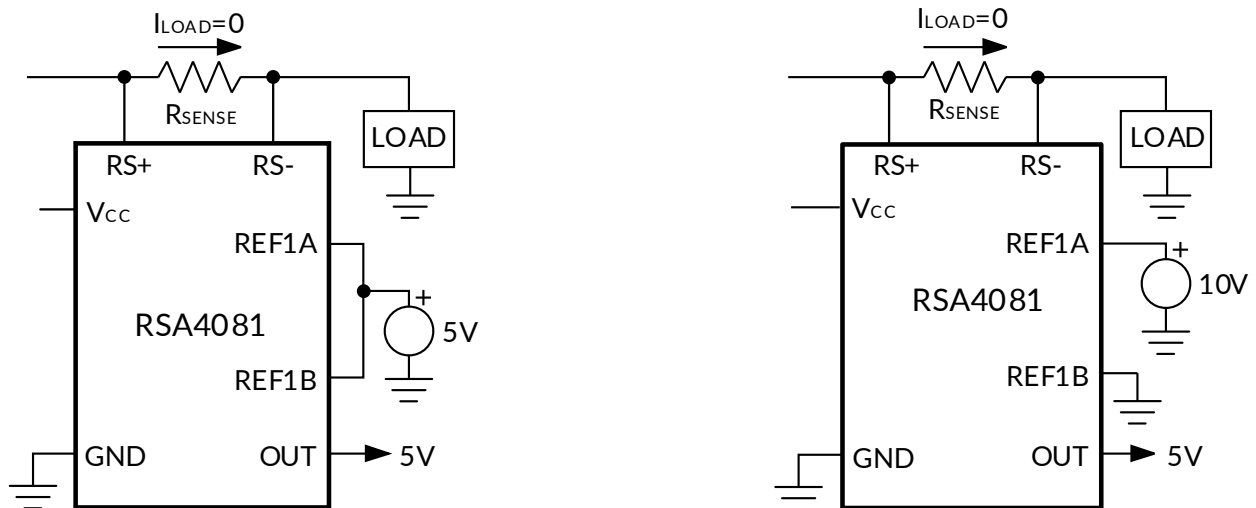 ILOAD=0
RSENSE
LOAD
RS+ RS-
VCC
REF1A
+
RSA4081
5V
REF1B
GND OUT 5V
ILOAD=0
RSENSE
LOAD
RS+ RS-
VCC
REF1A
+
10V
RSA4081
REF1B
GND OUT 5V